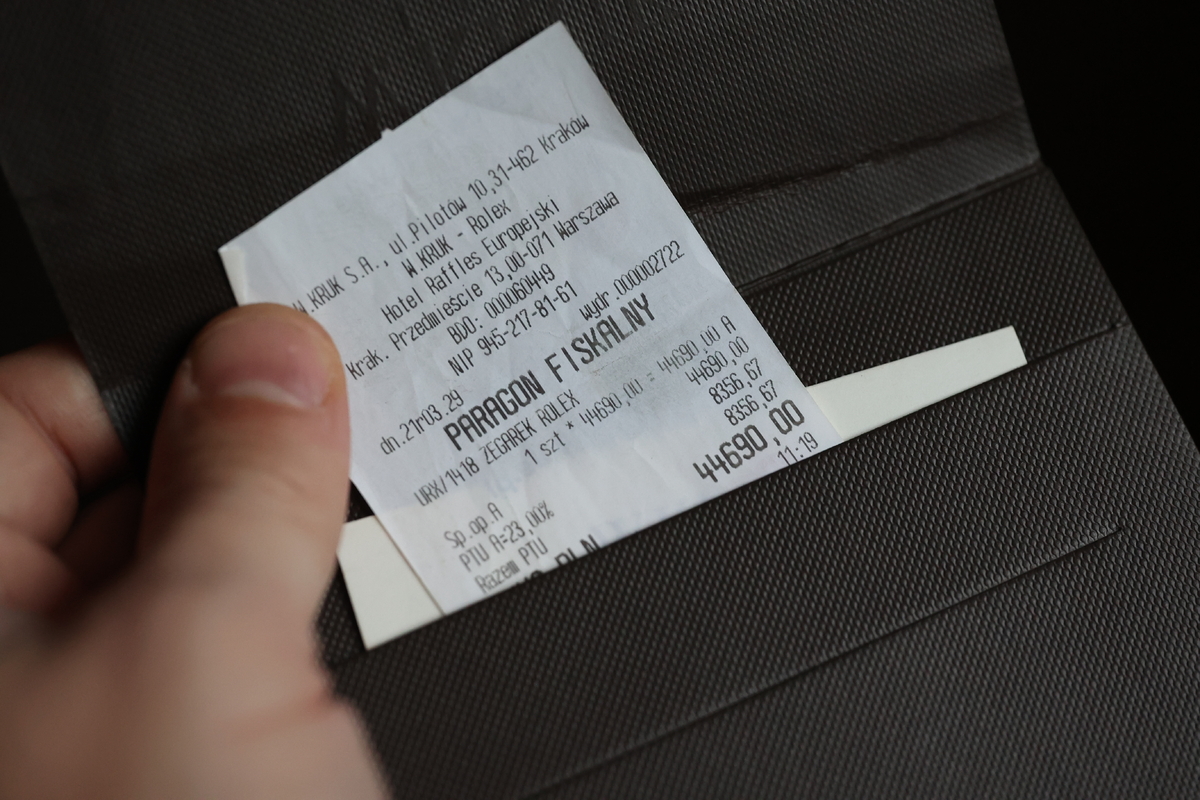 W.KRUK S.A., ul.Pilotów 10,31-462 Kraków
W.KRUK - Rolex
Hotel Raffles Europejski
Krak. Przedmieście 13,00-071 Warszawa
BDO: 000060449
NIP 945-217-81-61
dn.21r03.29 wydr.000002722
PARAGON FISKALNY
URX/1418 ZEGAREK ROLEX
1 szt * 44690,00 = 44690,00 A
Sp.op.A 44690,00
PTU A=23,00% 8356,67
Razem PTU 8356,67
PLN 44690,00
11:19